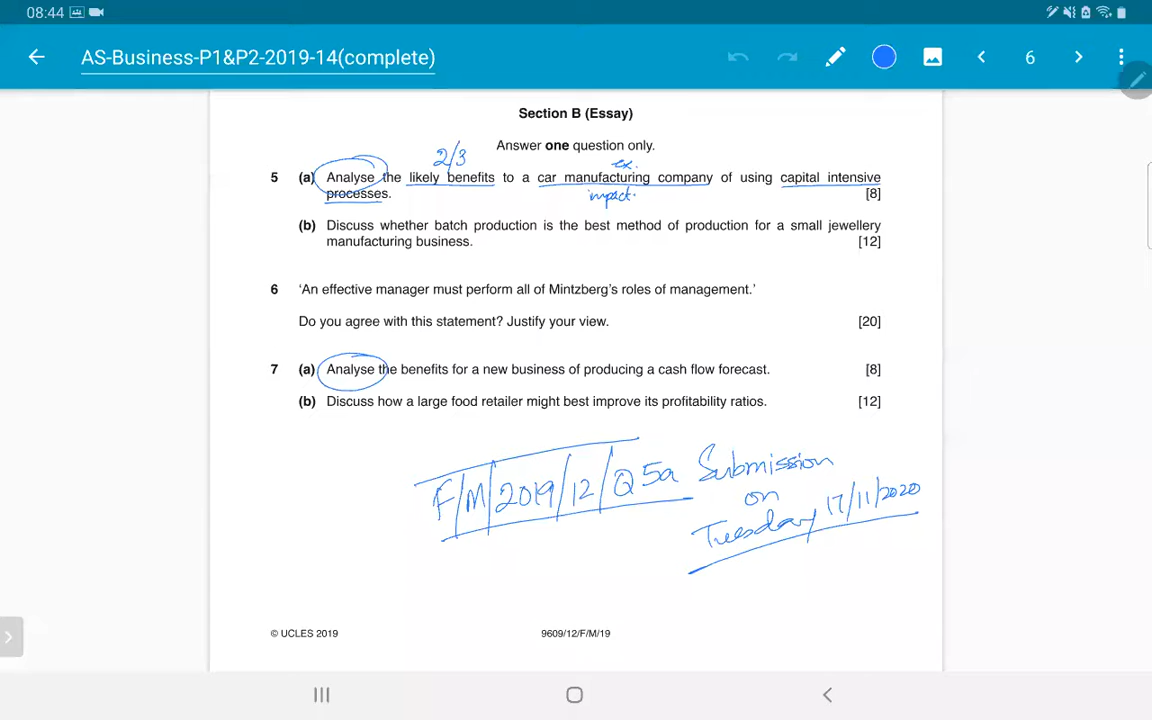 08:44
AS-Business-P1&P2-2019-14(complete)
6
Section B (Essay)
Answer one question only.
2/3
ex.
5 (a) Analyse the likely benefits to a car manufacturing company of using capital intensive
processes. [8]
impact.
(b) Discuss whether batch production is the best method of production for a small jewellery
manufacturing business. [12]
6 ‘An effective manager must perform all of Mintzberg’s roles of management.’
Do you agree with this statement? Justify your view. [20]
7 (a) Analyse the benefits for a new business of producing a cash flow forecast. [8]
(b) Discuss how a large food retailer might best improve its profitability ratios. [12]
F/M/2019/12/Q5a
Submission
on
Tuesday 17/11/2020
© UCLES 2019 9609/12/F/M/19